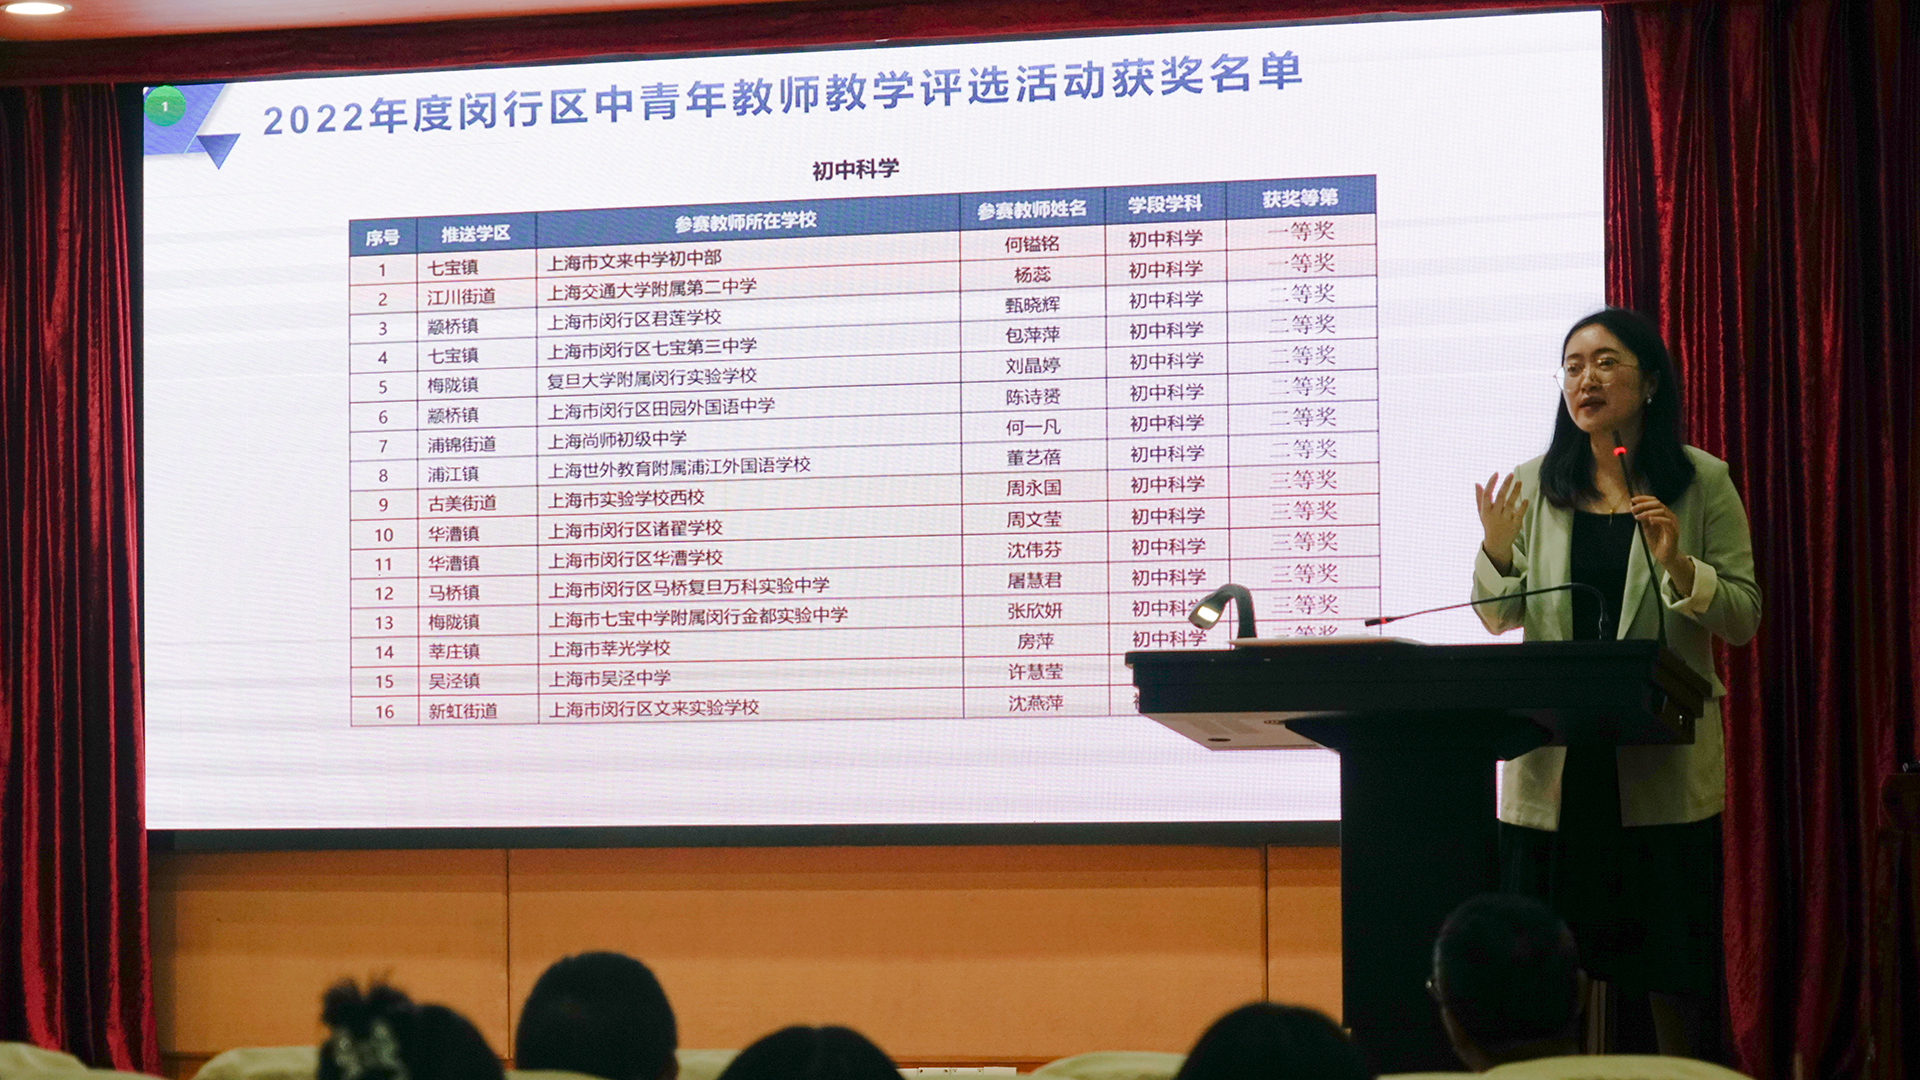 1
2022年度闵行区中青年教师教学评选活动获奖名单
初中科学
序号 推送学区 参赛教师所在学校 参赛教师姓名 学段学科 获奖等第
1 七宝镇 上海市文来中学初中部 何镒铭 初中科学 一等奖
2 江川街道 上海交通大学附属第二中学 杨蕊 初中科学 一等奖
3 颛桥镇 上海市闵行区君莲学校 甄晓辉 初中科学 二等奖
4 七宝镇 上海市闵行区七宝第三中学 包萍萍 初中科学 二等奖
5 梅陇镇 复旦大学附属闵行实验学校 刘晶婷 初中科学 二等奖
6 颛桥镇 上海市闵行区田园外国语中学 陈诗赟 初中科学 二等奖
7 浦锦街道 上海尚师初级中学 何一凡 初中科学 二等奖
8 浦江镇 上海世外教育附属浦江外国语学校 董艺蓓 初中科学 二等奖
9 古美街道 上海市实验学校西校 周永国 初中科学 三等奖
10 华漕镇 上海市闵行区诸翟学校 周文莹 初中科学 三等奖
11 华漕镇 上海市闵行区华漕学校 沈伟芬 初中科学 三等奖
12 马桥镇 上海市闵行区马桥复旦万科实验中学 屠慧君 初中科学 三等奖
13 梅陇镇 上海市七宝中学附属闵行金都实验中学 张欣妍 初中科学 三等奖
14 莘庄镇 上海市莘光学校 房萍 初中科学 三等奖
15 吴泾镇 上海市吴泾中学 许慧莹
16 新虹街道 上海市闵行区文来实验学校 沈燕萍